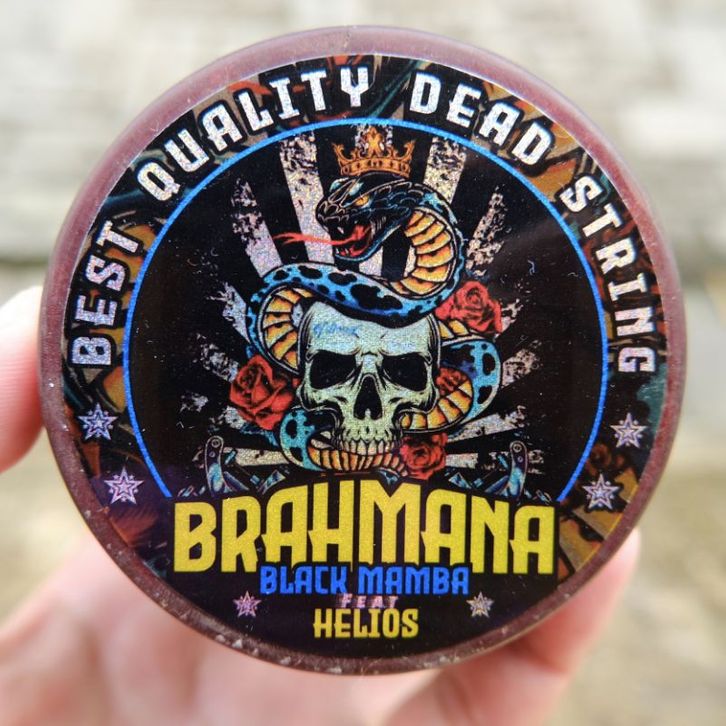 BEST QUALITY DEAD STRING
BRAHMANA
BLACK MAMBA
FEAT
HELIOS